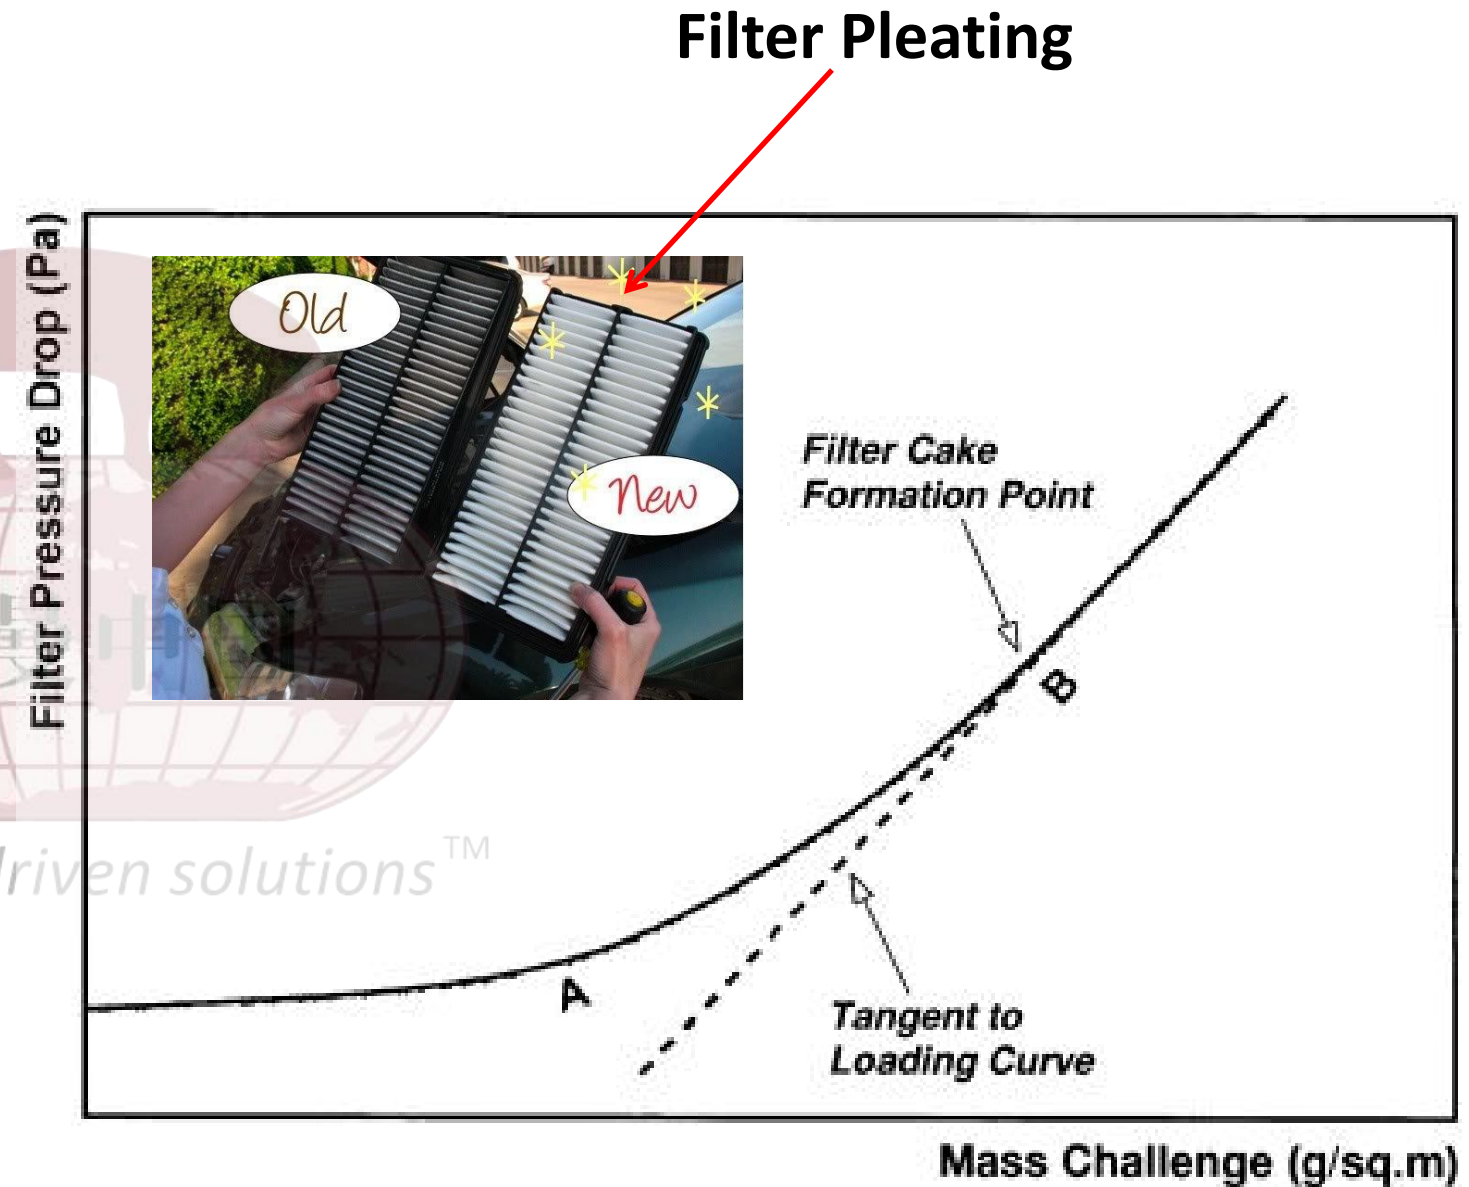 Filter Pleating
Filter Pressure Drop (Pa)
Old
New
Filter Cake
Formation Point
B
driven solutions™
A
Tangent to
Loading Curve
Mass Challenge (g/sq.m)